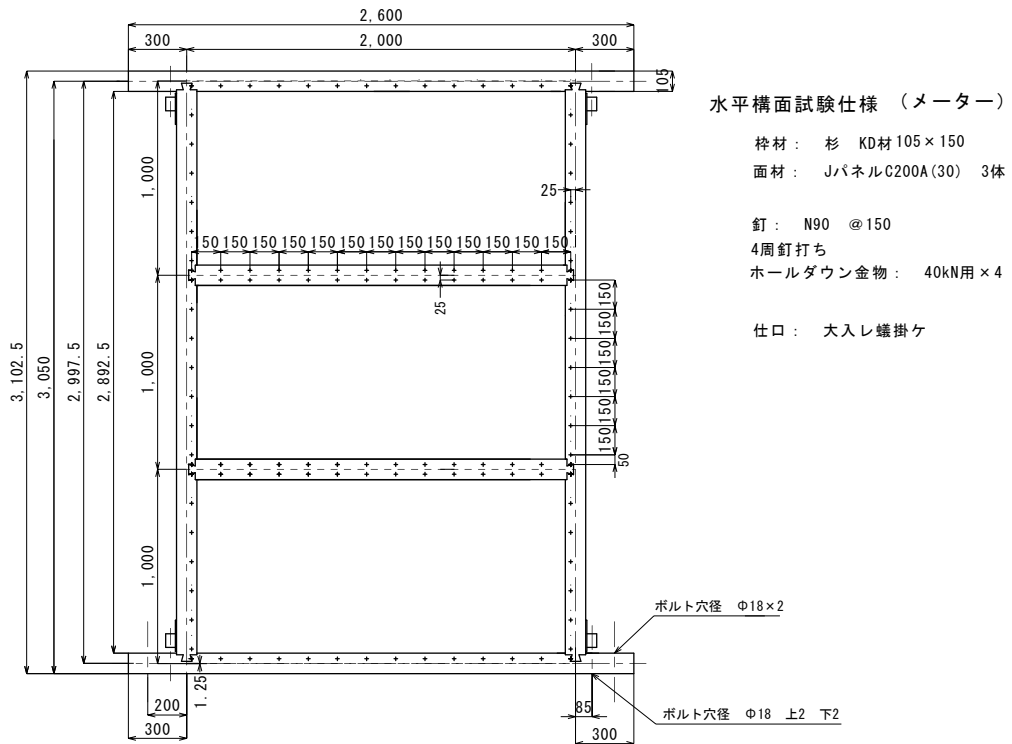 2,600
300 2,000 300
105
水平構面試験仕様 （メーター）
枠材： 杉 KD材105×150
面材： JパネルC200A(30) 3体
釘： N90 @150
4周釘打ち
ホールダウン金物： 40kN用×4
仕口： 大入レ蟻掛ケ
3,102.5
3,050
2,997.5
2,892.5
1,000
1,000
1,000
25
150 150 150 150 150 150 150 150 150 150 150 150 150
25
150
150
150
150
150
150
50
ボルト穴径 Φ18×2
ボルト穴径 Φ18 上2 下2
1.25
200
300
85
300